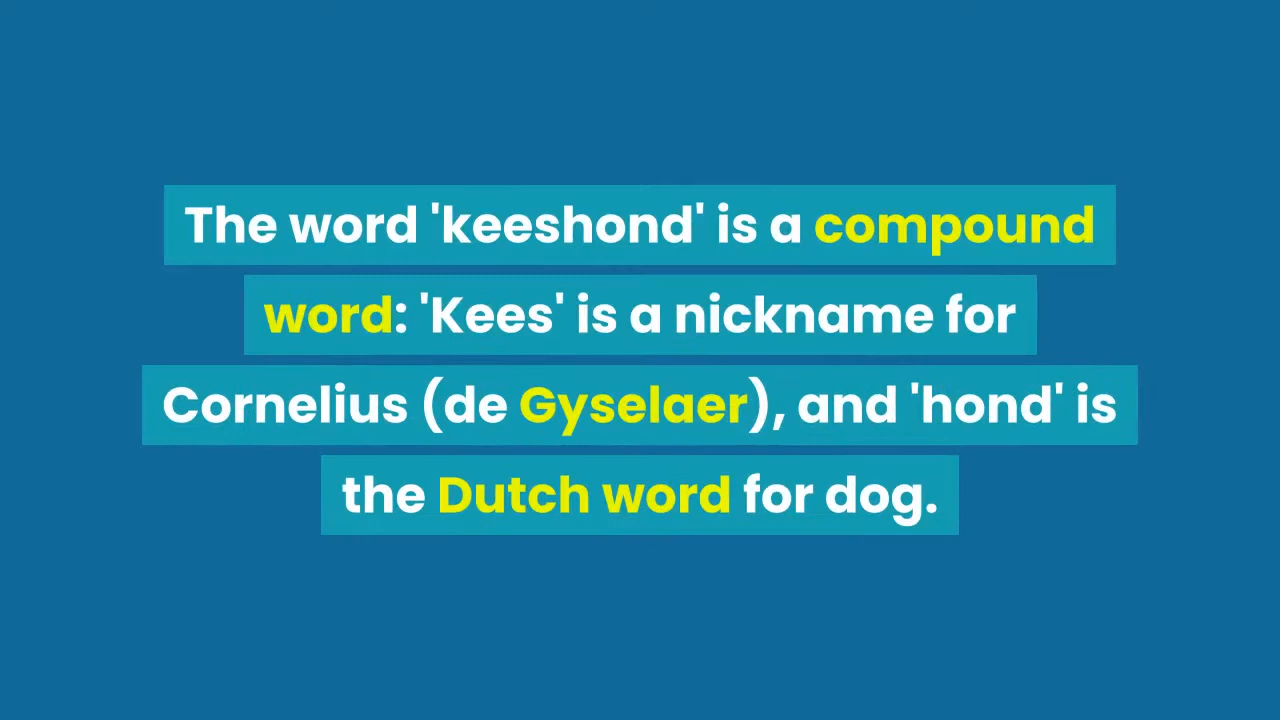 The word 'keeshond' is a compound
word: 'Kees' is a nickname for
Cornelius (de Gyselaer), and 'hond' is
the Dutch word for dog.